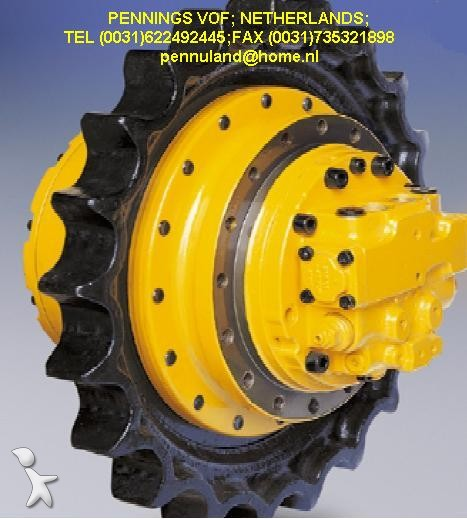 PENNINGS VOF; NETHERLANDS;
TEL (0031)622492445;FAX (0031)735321898
pennuland@home.nl